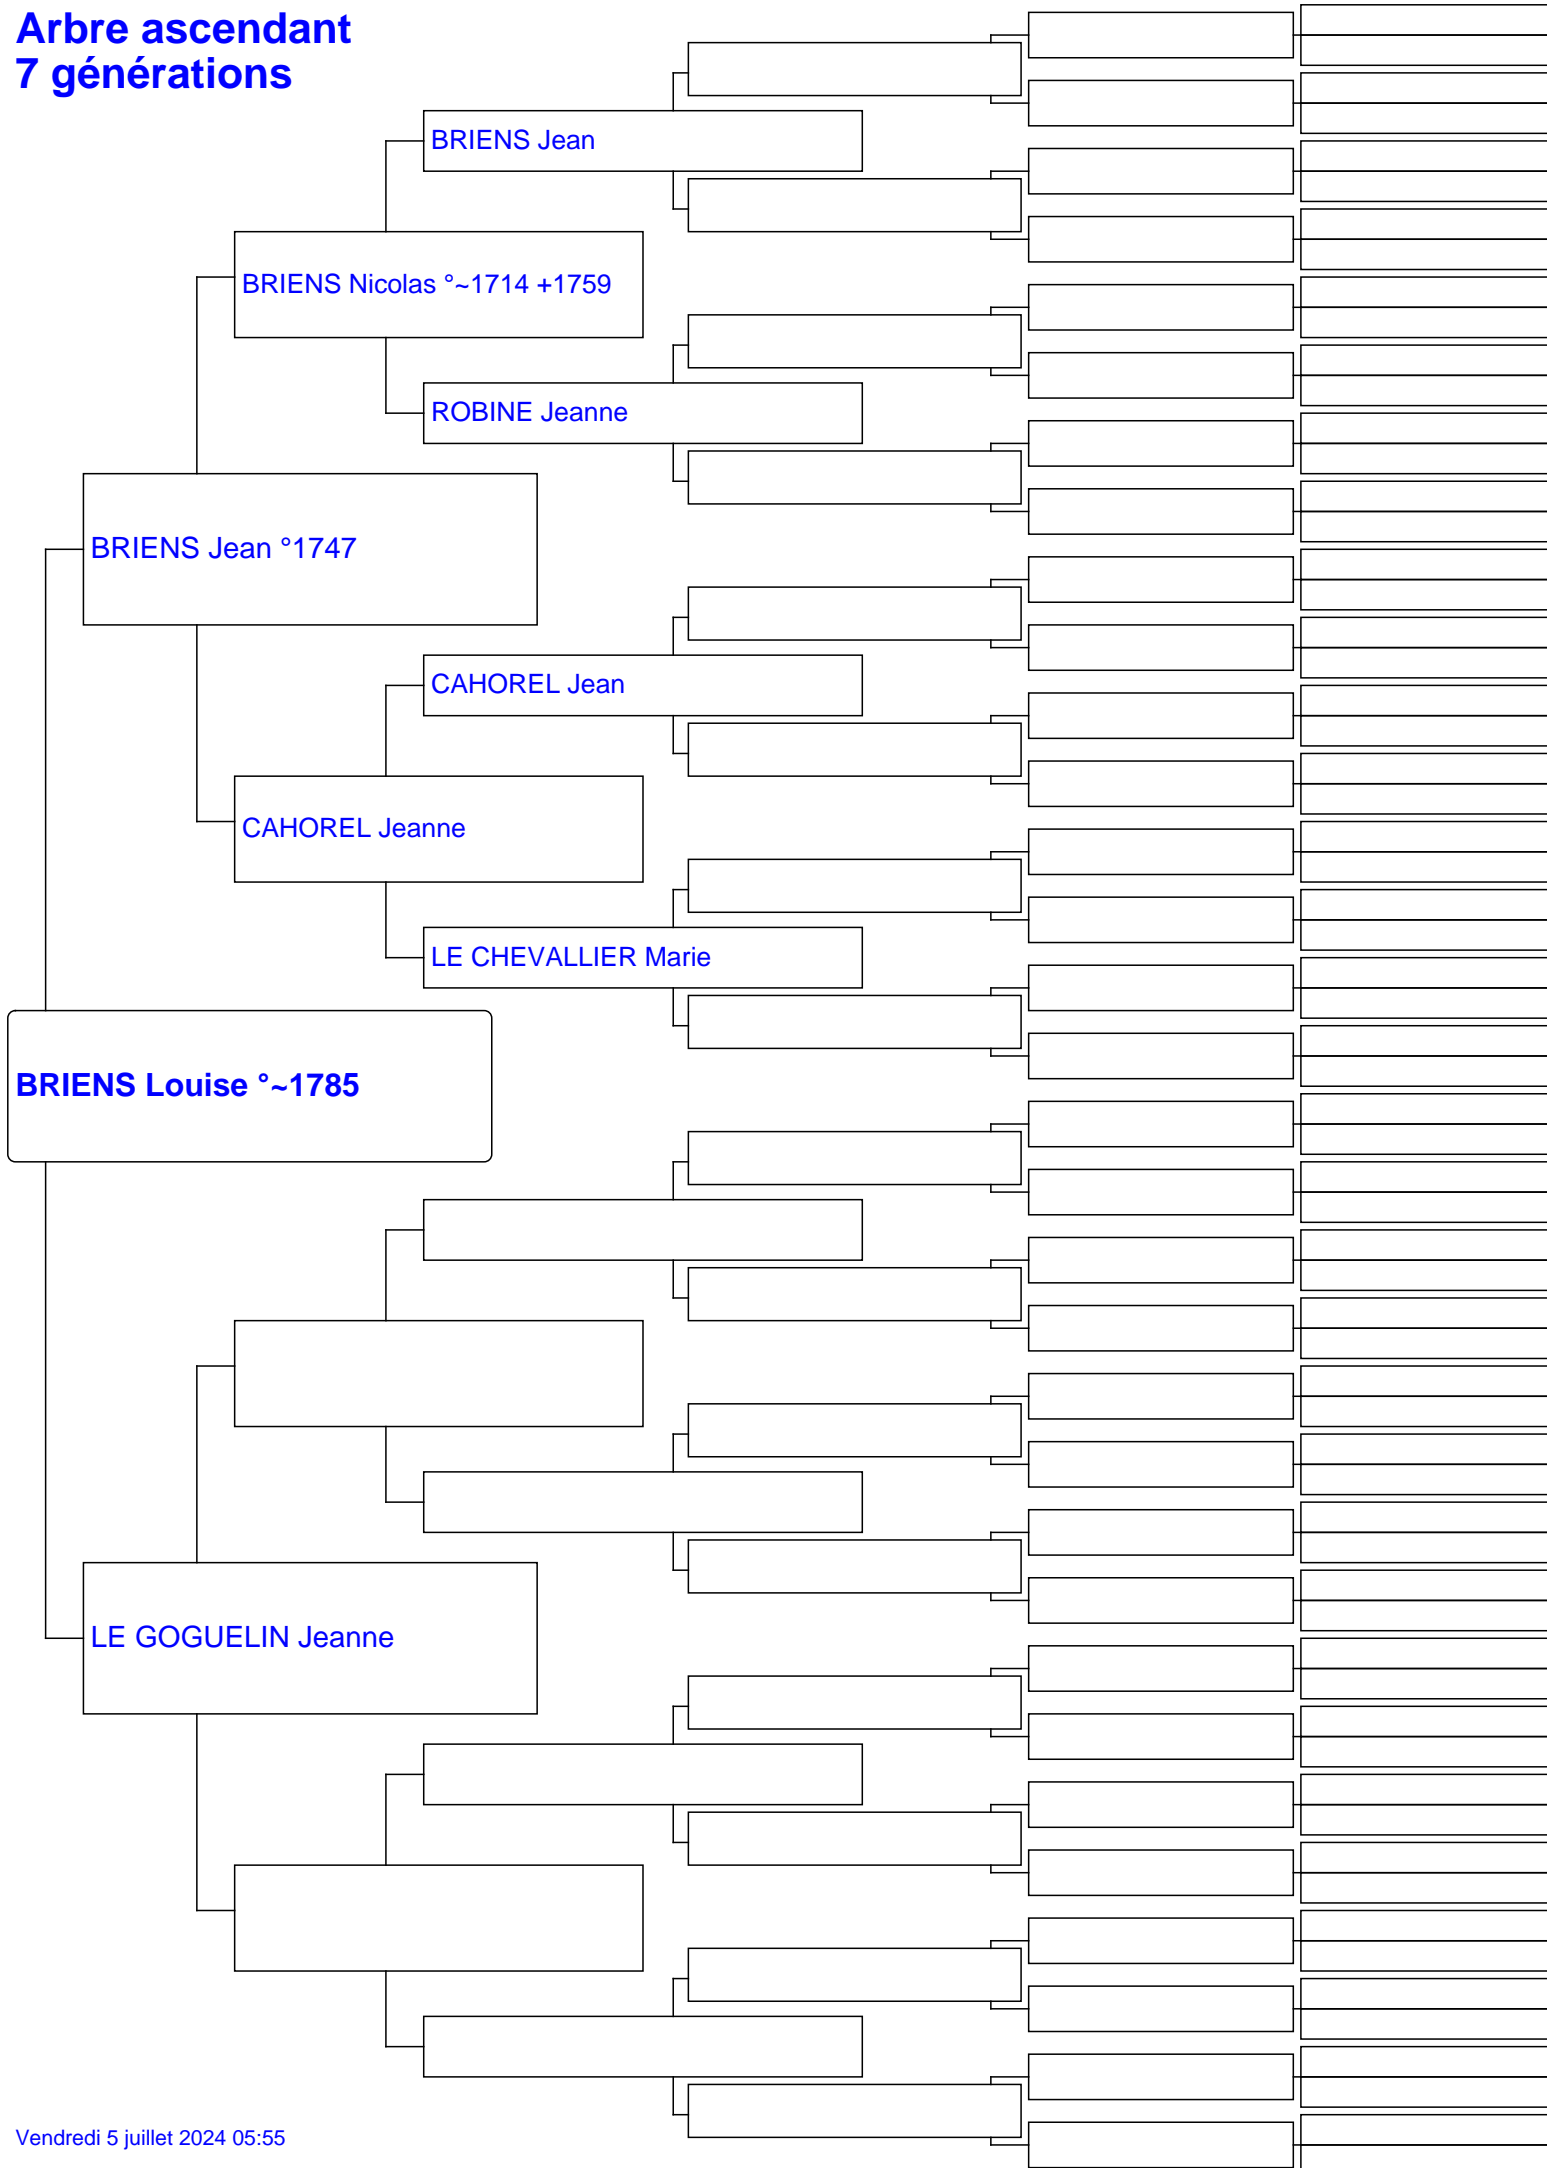 Arbre ascendant
7 générations
BRIENS Jean
BRIENS Nicolas °~1714 +1759
ROBINE Jeanne
BRIENS Jean °1747
CAHOREL Jean
CAHOREL Jeanne
LE CHEVALLIER Marie
BRIENS Louise °~1785
LE GOGUELIN Jeanne
Vendredi 5 juillet 2024 05:55